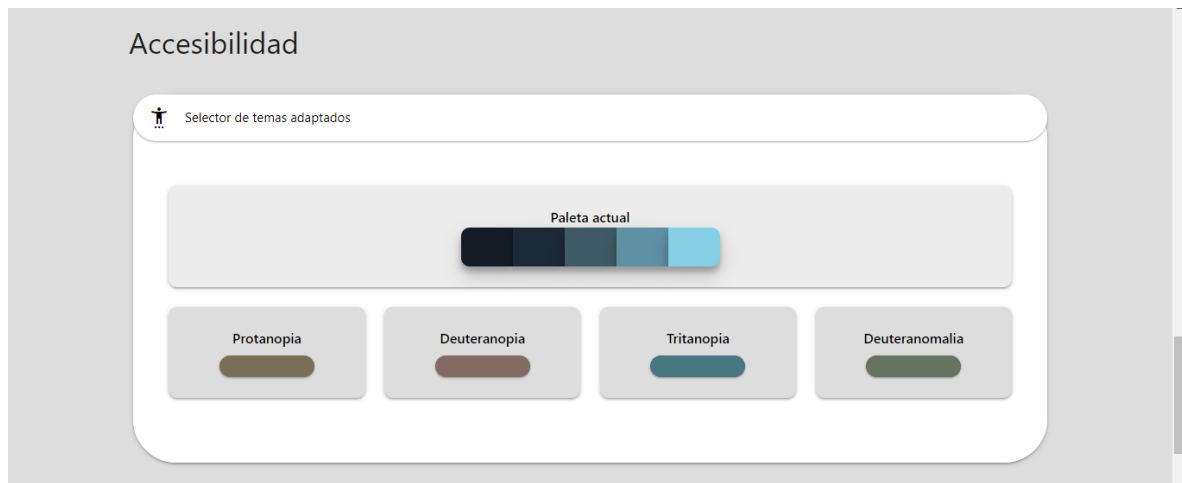 Accesibilidad
Selector de temas adaptados
Paleta actual
Protanopia
Deuteranopia
Tritanopia
Deuteranomalia